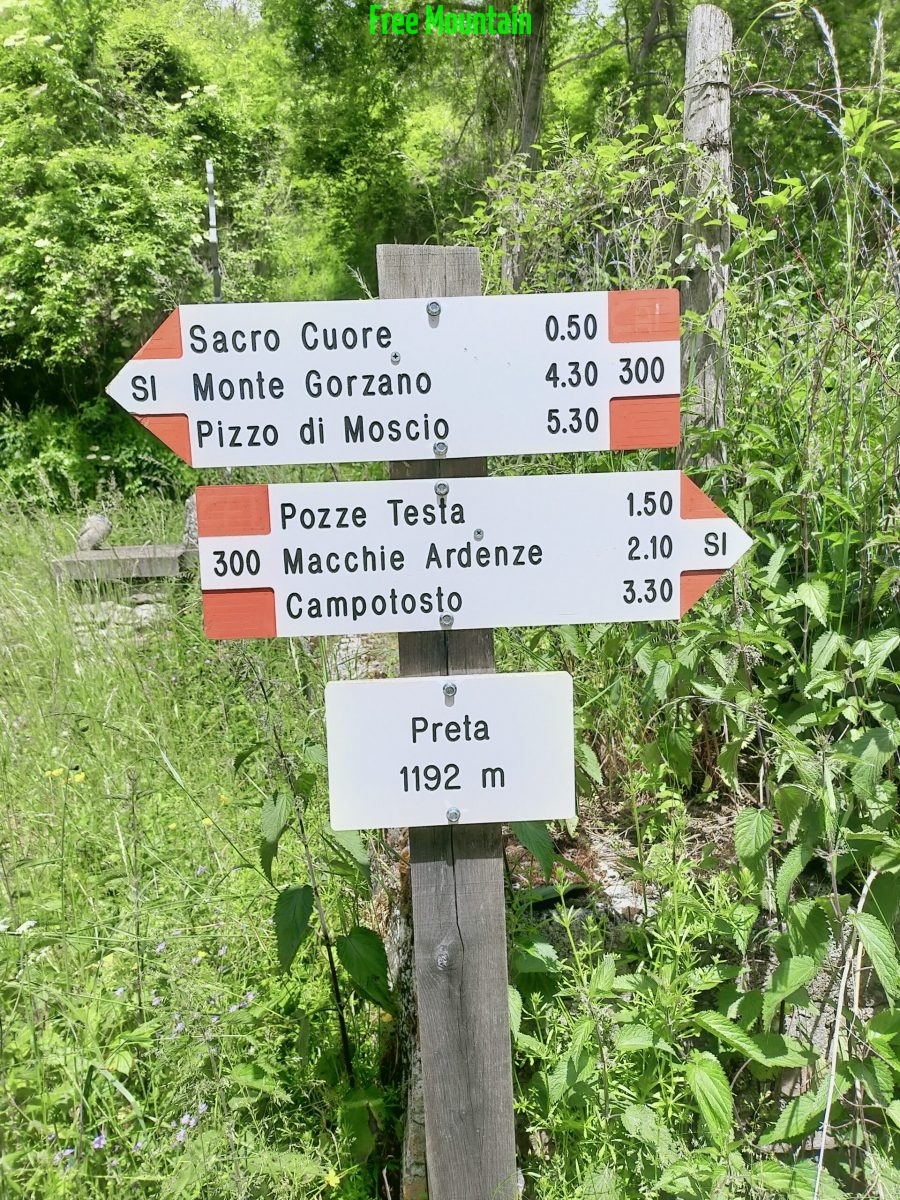 Free Mountain
Sacro Cuore 0.50
SI Monte Gorzano 4.30 300
Pizzo di Moscio 5.30
Pozze Testa 1.50
300 Macchie Ardenze 2.10 SI
Campotosto 3.30
Preta
1192 m